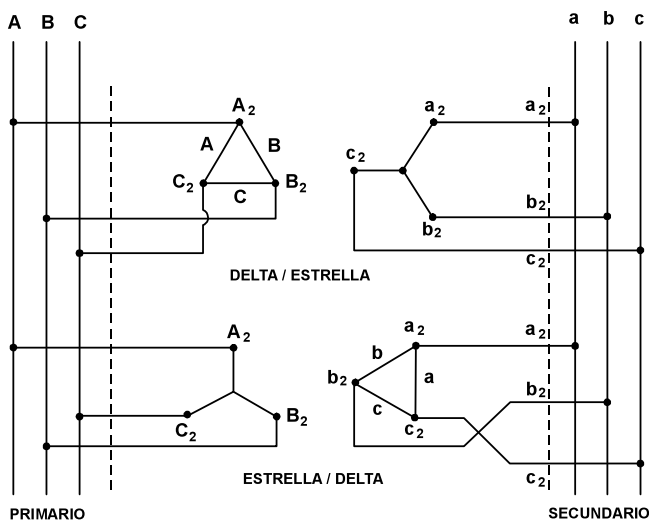 A B C a b c
A2 a2 a2
A B c2
C2 B2
C b2 b2
c2
DELTA / ESTRELLA
A2 a2 a2
b
b2 a b2
C2 B2 c c2
c2
ESTRELLA / DELTA
PRIMARIO SECUNDARIO